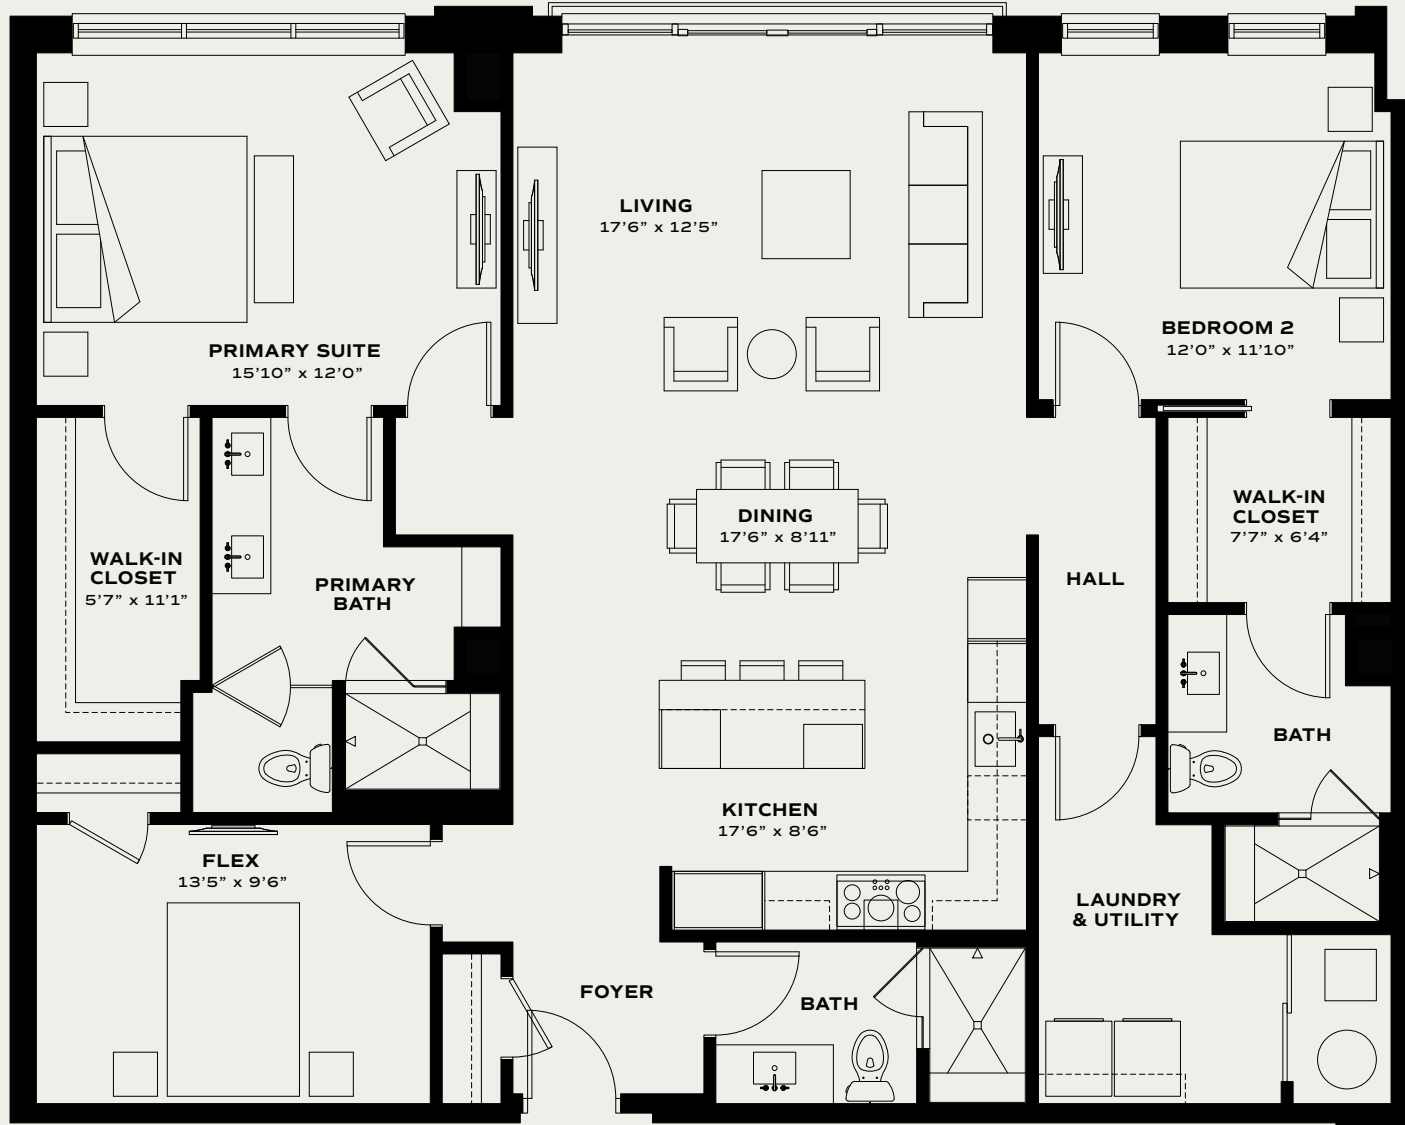 LIVING
17’6” x 12’5”
PRIMARY SUITE
15’10” x 12’0”
BEDROOM 2
12’0” x 11’10”
WALK-IN
CLOSET
5’7” x 11’1”
PRIMARY
BATH
DINING
17’6” x 8’11”
HALL
WALK-IN
CLOSET
7’7” x 6’4”
BATH
KITCHEN
17’6” x 8’6”
FLEX
13’5” x 9’6”
LAUNDRY
& UTILITY
FOYER
BATH